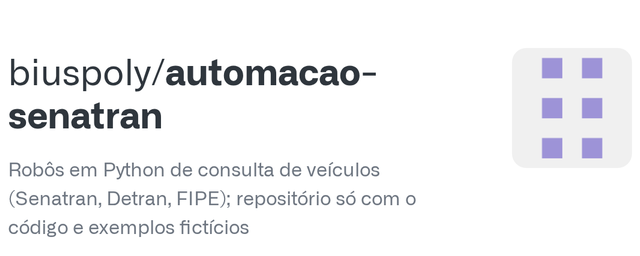 biuspoly/automacao-
senatran
Robôs em Python de consulta de veículos
(Senatran, Detran, FIPE); repositório só com o
código e exemplos fictícios